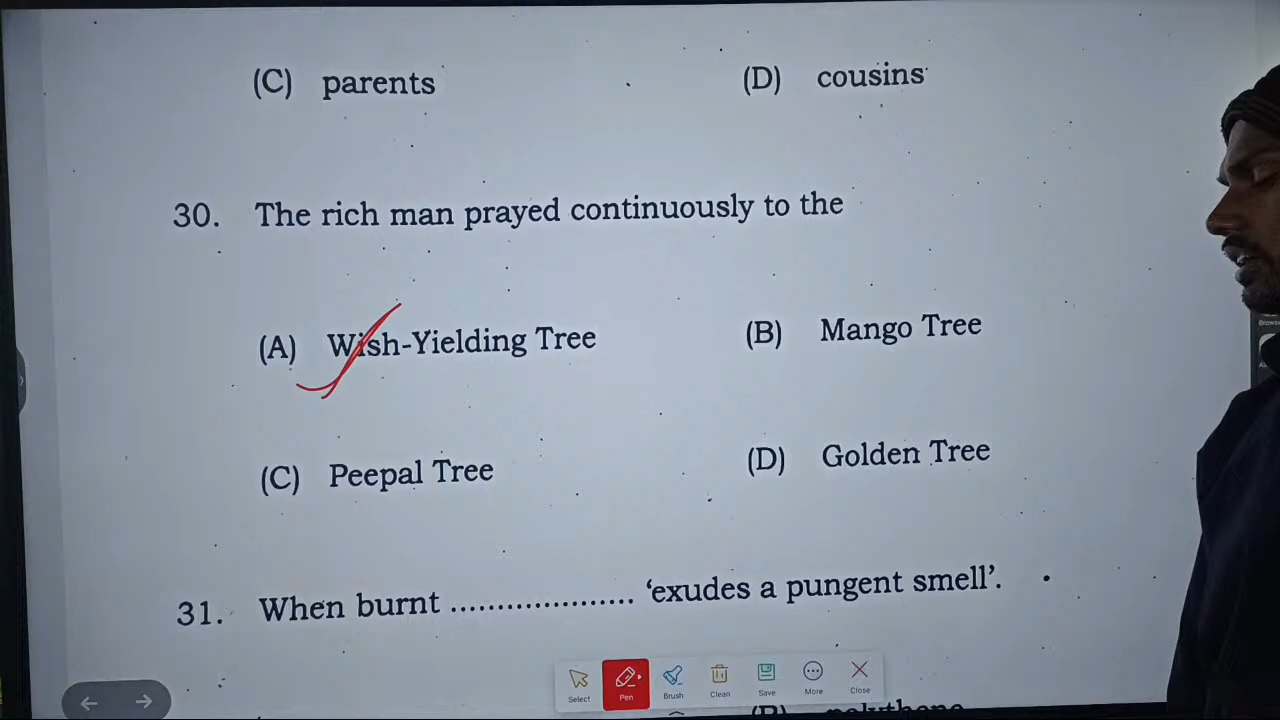 (C) parents (D) cousins
30. The rich man prayed continuously to the
(A) Wish-Yielding Tree (B) Mango Tree
(C) Peepal Tree (D) Golden Tree
31. When burnt .................... ‘exudes a pungent smell’.
Select Pen Brush Clean Save More Close
(B) polythene